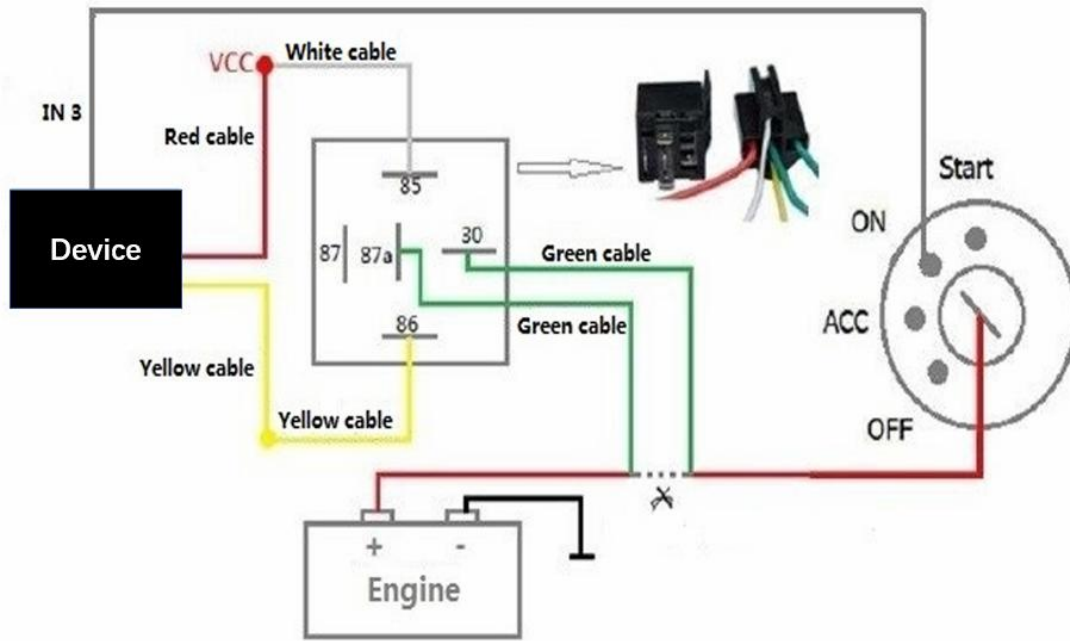 White cable
VCC
IN 3
Red cable
85
Start
ON
Device
87
87a
30
Green cable
Green cable
86
ACC
Yellow cable
Yellow cable
OFF
+
-
Engine